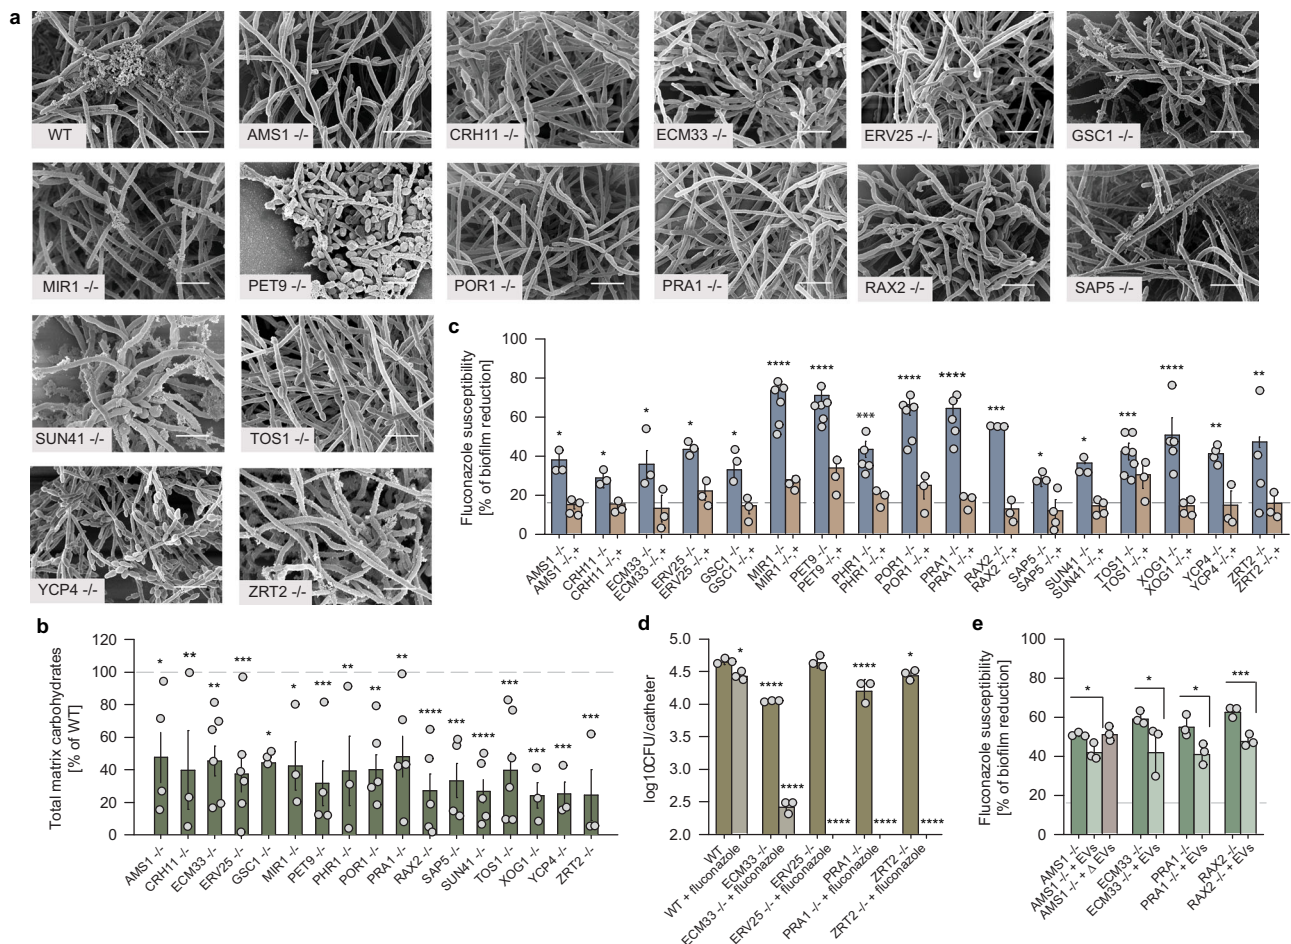 a
WT
AMS1 -/-
CRH11 -/-
ECM33 -/-
ERV25 -/-
GSC1 -/-
MIR1 -/-
PET9 -/-
POR1 -/-
PRA1 -/-
RAX2 -/-
SAP5 -/-
SUN41 -/-
TOS1 -/-
YCP4 -/-
ZRT2 -/-
c
Fluconazole susceptibility
[% of biofilm reduction]
100
80
60
40
20
0
*
*
*
*
*
****
****
***
****
****
***
*
*
***
****
**
**
AMS1 -/-
AMS1 -/-+
CRH11 -/-
CRH11 -/-+
ECM33 -/-
ECM33 -/-+
ERV25 -/-
ERV25 -/-+
GSC1 -/-
GSC1 -/-+
MIR1 -/-
MIR1 -/-+
PET9 -/-
PET9 -/-+
PHR1 -/-
PHR1 -/-+
POR1 -/-
POR1 -/-+
PRA1 -/-
PRA1 -/-+
RAX2 -/-
RAX2 -/-+
SAP5 -/-
SAP5 -/-+
SUN41 -/-
SUN41 -/-+
TOS1 -/-
TOS1 -/-+
XOG1 -/-
XOG1 -/-+
YCP4 -/-
YCP4 -/-+
ZRT2 -/-
ZRT2 -/-+
b
Total matrix carbohydrates
[% of WT]
120
100
80
60
40
20
0
*
**
**
***
*
*
***
**
**
**
****
***
****
***
***
***
***
AMS1 -/-
CRH11 -/-
ECM33 -/-
ERV25 -/-
GSC1 -/-
MIR1 -/-
PET9 -/-
PHR1 -/-
POR1 -/-
PRA1 -/-
RAX2 -/-
SAP5 -/-
SUN41 -/-
TOS1 -/-
XOG1 -/-
YCP4 -/-
ZRT2 -/-
d
log10CFU/catheter
5.0
4.5
4.0
3.5
3.0
2.5
2.0
*
****
****
****
****
****
*
****
WT
WT + fluconazole
ECM33 -/-
ECM33 -/- + fluconazole
ERV25 -/-
ERV25 -/- + fluconazole
PRA1 -/-
PRA1 -/- + fluconazole
ZRT2 -/-
ZRT2 -/- + fluconazole
e
Fluconazole susceptibility
[% of biofilm reduction]
100
80
60
40
20
0
*
*
*
***
AMS1 -/-
AMS1 -/- + EVs
AMS1 -/- + Δ EVs
ECM33 -/-
ECM33 -/- + EVs
PRA1 -/-
PRA1 -/- + EVs
RAX2 -/-
RAX2 -/- + EVs